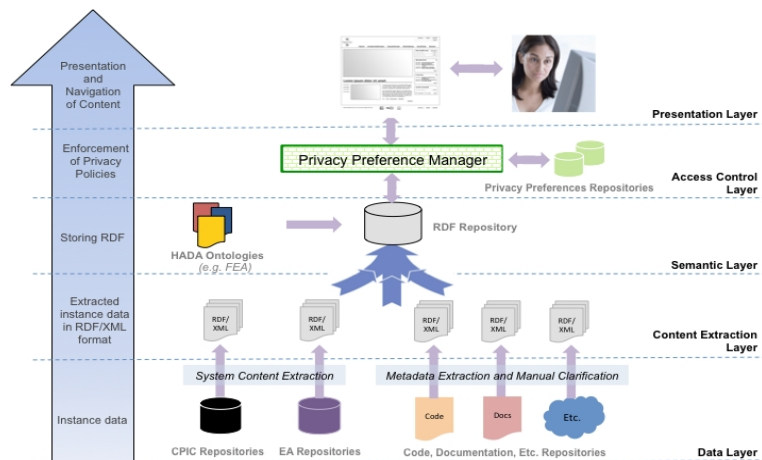 Presentation
and
Navigation
of Content
Presentation Layer
Enforcement
of Privacy
Policies
Privacy Preference Manager
Privacy Preferences Repositories
Access Control
Layer
Storing RDF
HADA Ontologies
(e.g. FEA)
RDF Repository
Semantic Layer
Extracted
instance data
in RDF/XML
format
RDF/
XML
RDF/
XML
RDF/
XML
RDF/
XML
RDF/
XML
Content Extraction
Layer
System Content Extraction
Metadata Extraction and Manual Clarification
Instance data
Code
Docs
Etc.
CPIC Repositories
EA Repositories
Code, Documentation, Etc. Repositories
Data Layer